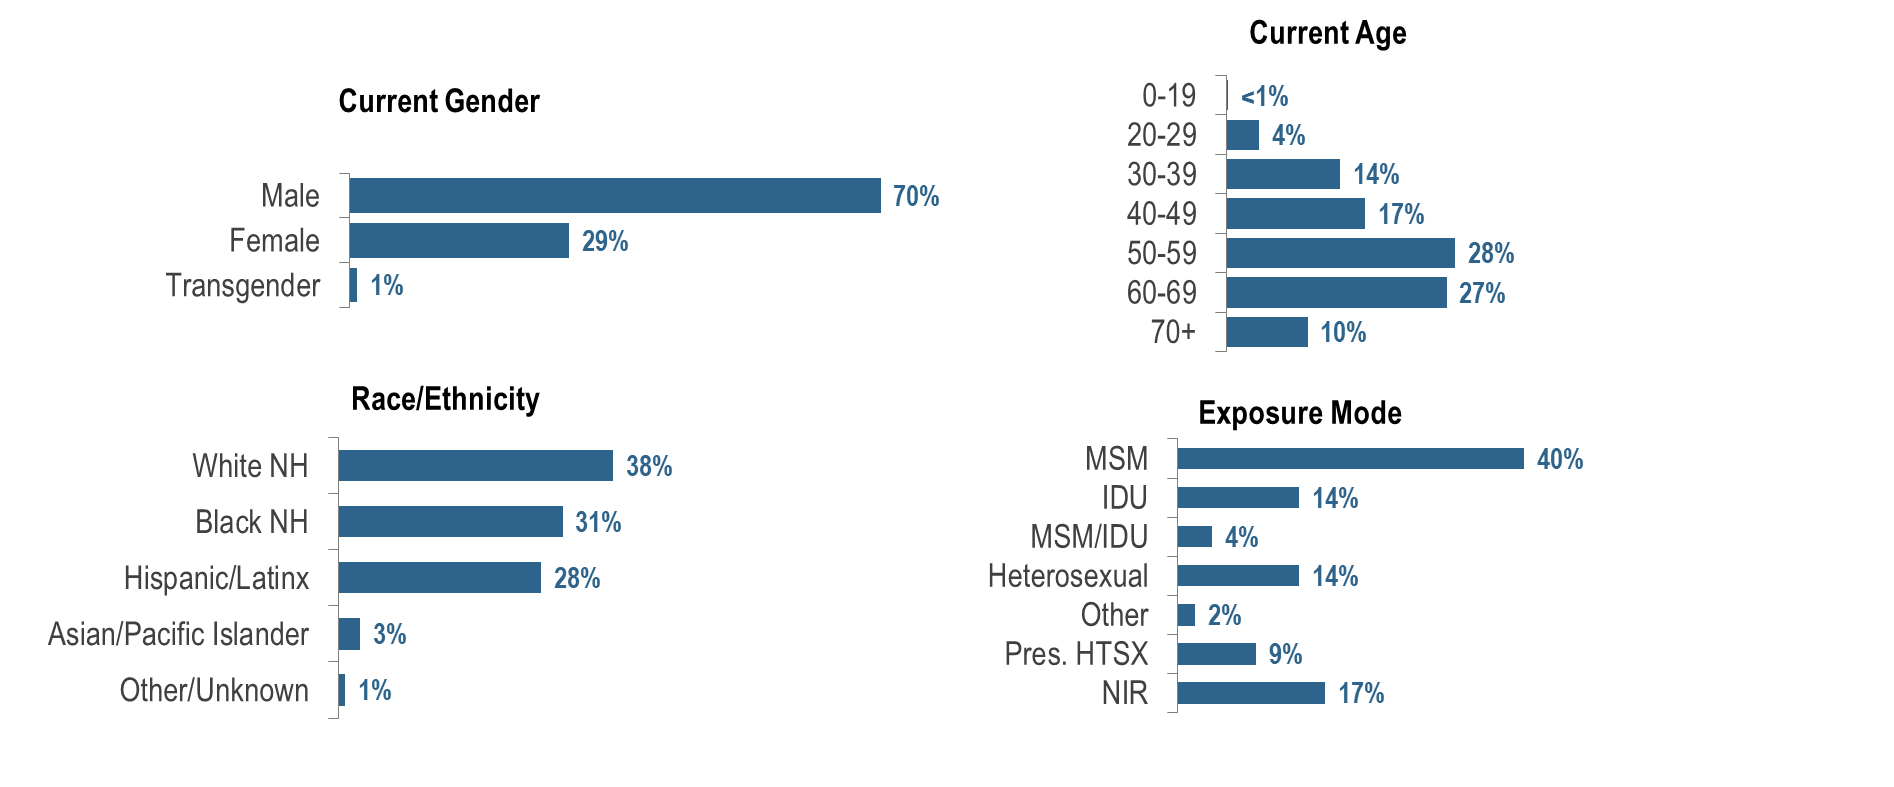 Current Gender
Male 70%
Female 29%
Transgender 1%
Current Age
0-19 <1%
20-29 4%
30-39 14%
40-49 17%
50-59 28%
60-69 27%
70+ 10%
Race/Ethnicity
White NH 38%
Black NH 31%
Hispanic/Latinx 28%
Asian/Pacific Islander 3%
Other/Unknown 1%
Exposure Mode
MSM 40%
IDU 14%
MSM/IDU 4%
Heterosexual 14%
Other 2%
Pres. HTSX 9%
NIR 17%